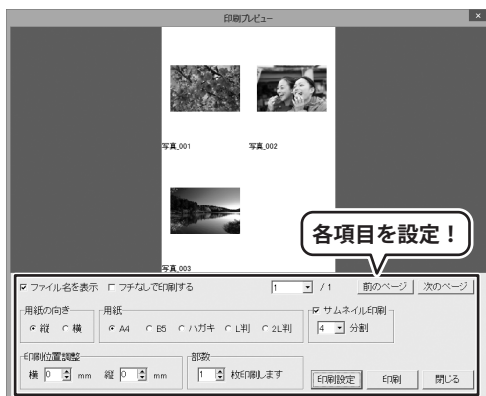 印刷プレビュー
×
写真_001 写真_002
写真_003
各項目を設定！
ファイル名を表示 フチなしで印刷する 1 / 1 前のページ 次のページ
用紙の向き 用紙 サムネイル印刷
縦 横 A4 B5 ハガキ L判 2L判 4 分割
印刷位置調整 部数
横 0 mm 縦 0 mm 1 枚印刷します 印刷設定 印刷 閉じる